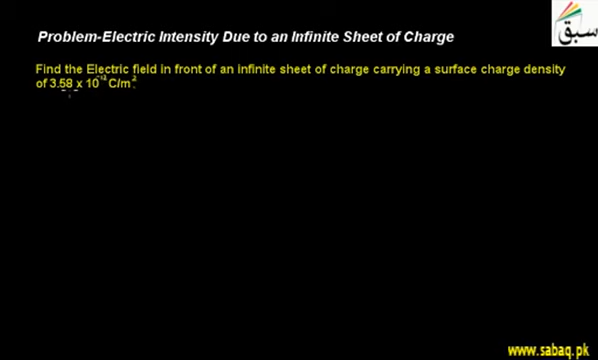 Problem-Electric Intensity Due to an Infinite Sheet of Charge
سبق
Find the Electric field in front of an infinite sheet of charge carrying a surface charge density
of 3.58 x 10 C/m².
www.sabaq.pk